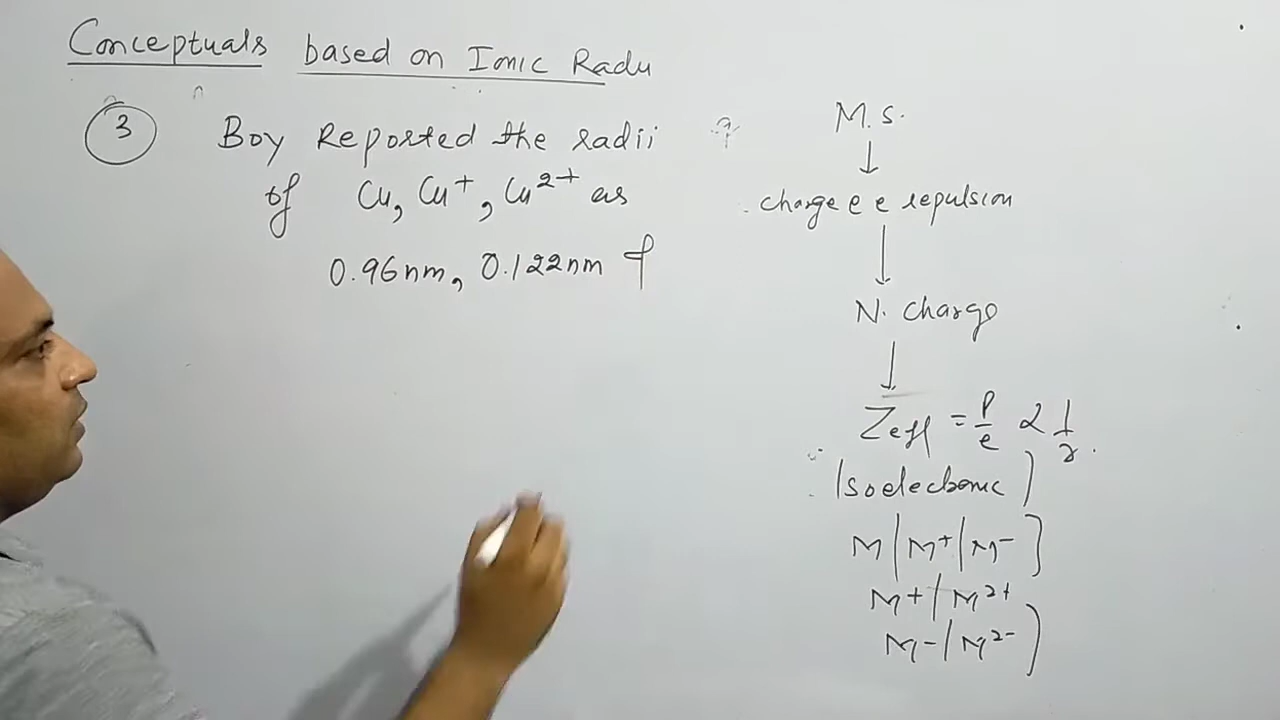 Conceptuals based on Ionic Radii
3 Boy Reported the radii
of Cu, Cu+, Cu2+ as
0.96nm, 0.122nm &
?
M.S.
↓
charge e e repulsion
↓
N. charge
↓
Zeff = P/e ∝ 1/r.
Isoelectronic )
M | M+ | M- ]
M+ | M2+
M- | M2- )